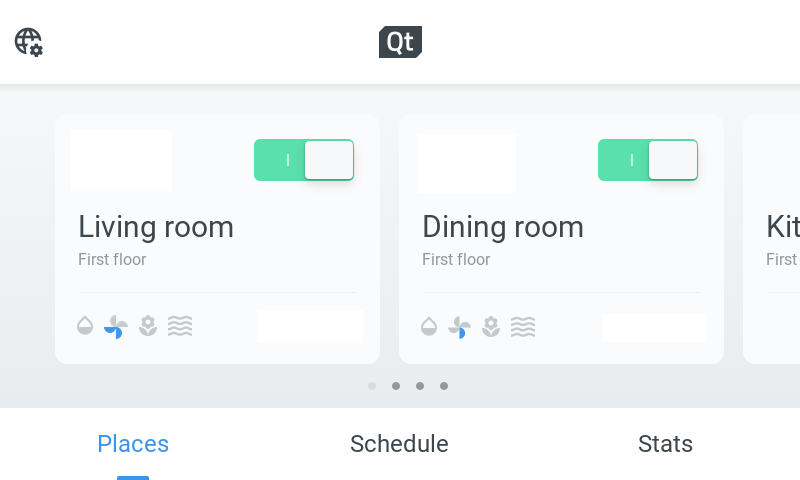 Qt
Living room
First floor
Dining room
First floor
Kit
First
Places
Schedule
Stats